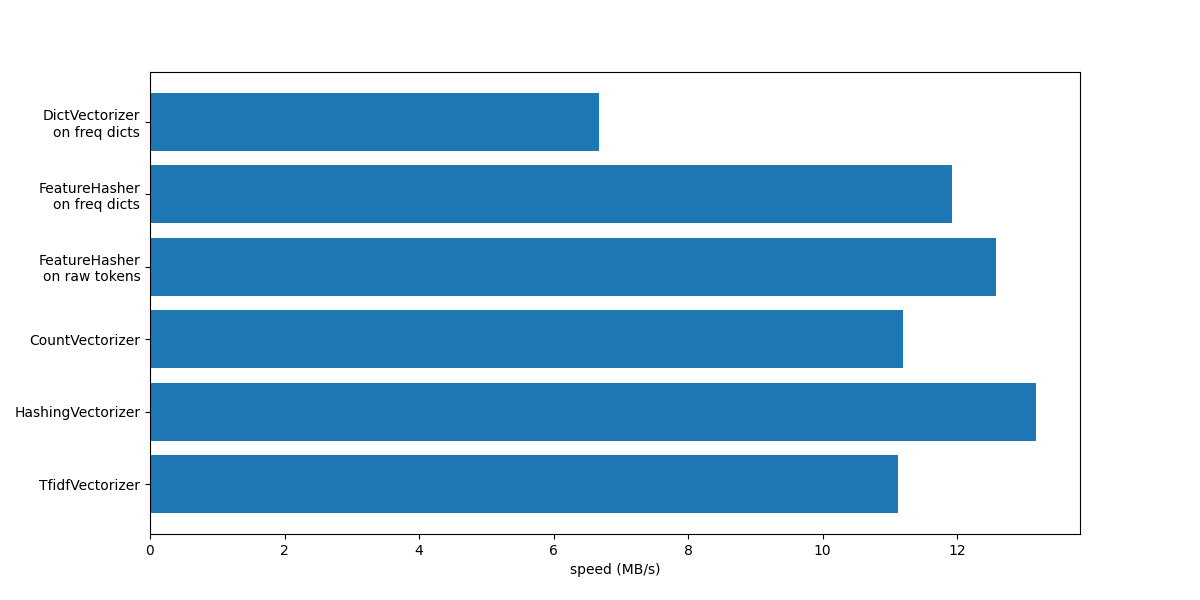 DictVectorizer
on freq dicts
FeatureHasher
on freq dicts
FeatureHasher
on raw tokens
CountVectorizer
HashingVectorizer
TfidfVectorizer
0 2 4 6 8 10 12
speed (MB/s)